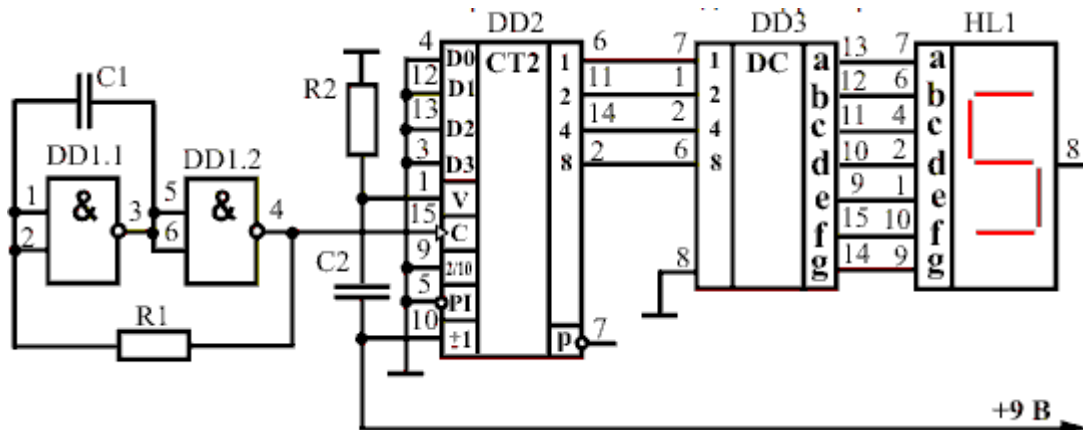 DD2 DD3 HL1
C1 R2
4 D0 CT2 1 6 7 1 DC a 13 7 a
12 D1 2 11 1 2 b 12 6 b
13 D2 4 14 2 4 c 11 4 c
3 D3 8 2 6 8 d 10 2 d 8
DD1.1 DD1.2
1 V e 9 1 e
1 & 3 5 & 4 15 C f 15 10 f
2 6 9 2/10 8 g 14 9 g
C2 5 PI
R1 10 ±1 p 7
+9 В